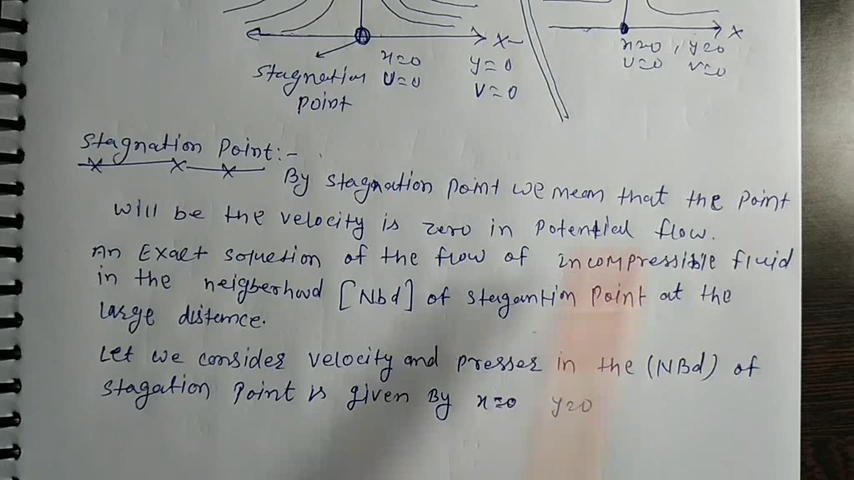 X
X
x=0 y=0
x=0, y=0
Stagnation U=0
U=0 V=0
point V=0
Stagnation Point:-
By stagnation point we mean that the point
will be the velocity is zero in potential flow.
An Exact soluesion of the flow of incompressible fluid
in the neigberhood [Nbd] of stagantion Point at the
large distance.
Let we consider velocity and presser in the (NBd) of
stagation Point is given By x=0 y=0